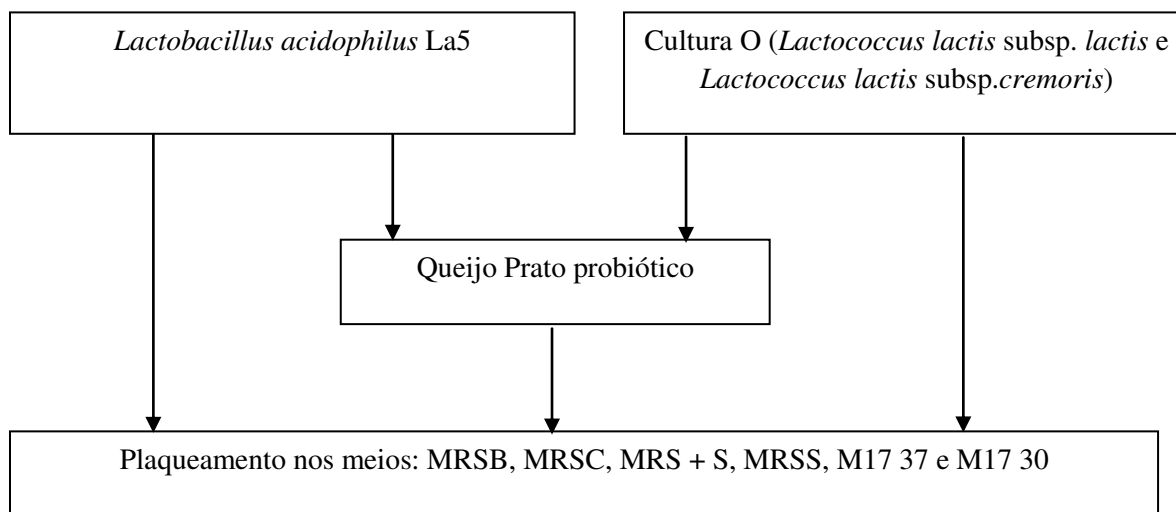 Lactobacillus acidophilus La5
Cultura O (Lactococcus lactis subsp. lactis e
Lactococcus lactis subsp.cremoris)
Queijo Prato probiótico
Plaqueamento nos meios: MRSB, MRSC, MRS + S, MRSS, M17 37 e M17 30